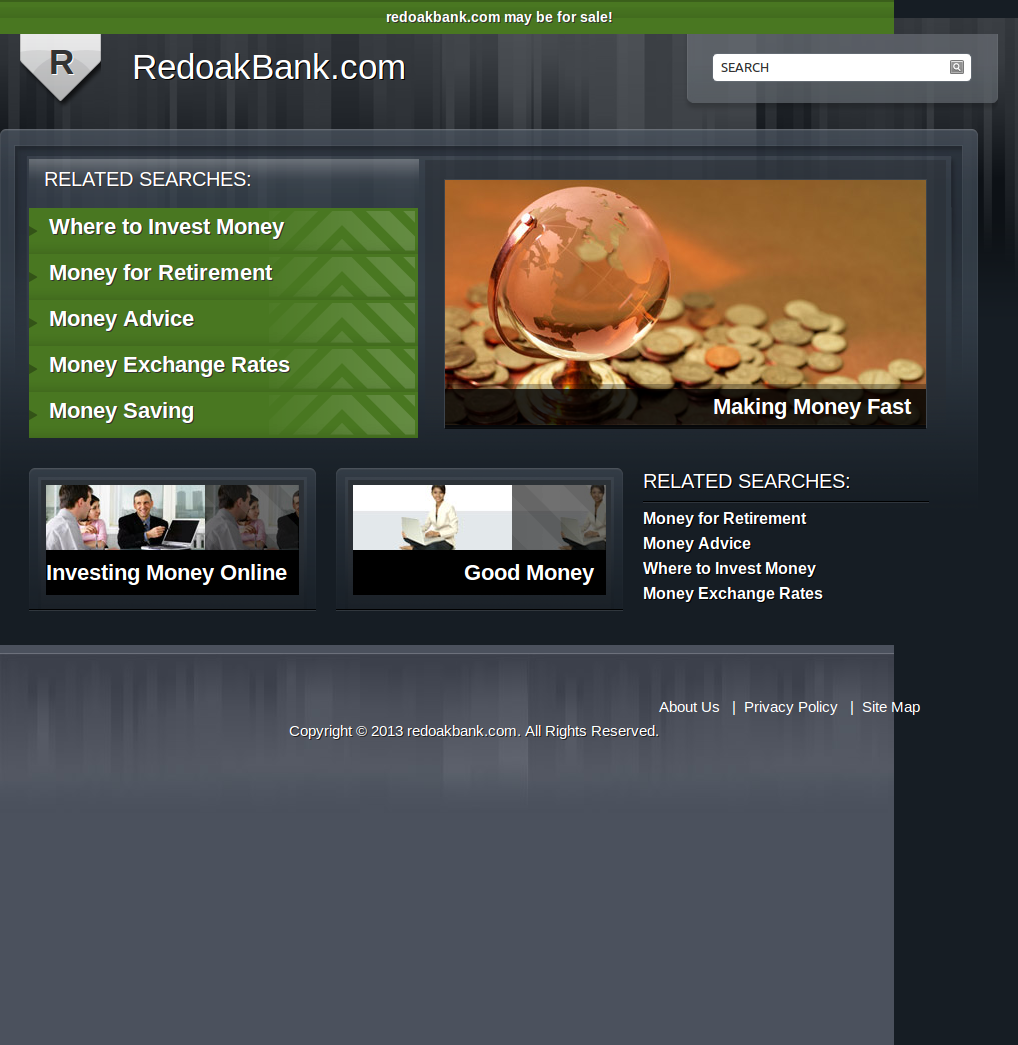 redoakbank.com may be for sale!
R
RedoakBank.com
SEARCH
RELATED SEARCHES:
Where to Invest Money
Money for Retirement
Money Advice
Money Exchange Rates
Money Saving
Making Money Fast
Investing Money Online
Good Money
RELATED SEARCHES:
Money for Retirement
Money Advice
Where to Invest Money
Money Exchange Rates
About Us | Privacy Policy | Site Map
Copyright © 2013 redoakbank.com. All Rights Reserved.